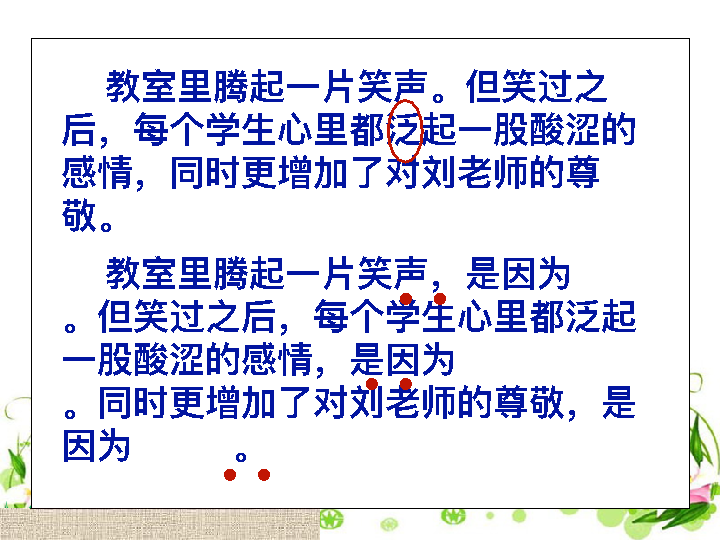 教室里腾起一片笑声。但笑过之
后，每个学生心里都泛起一股酸涩的
感情，同时更增加了对刘老师的尊
敬。
教室里腾起一片笑声，是因为
。但笑过之后，每个学生心里都泛起
一股酸涩的感情，是因为
。同时更增加了对刘老师的尊敬，是
因为 。